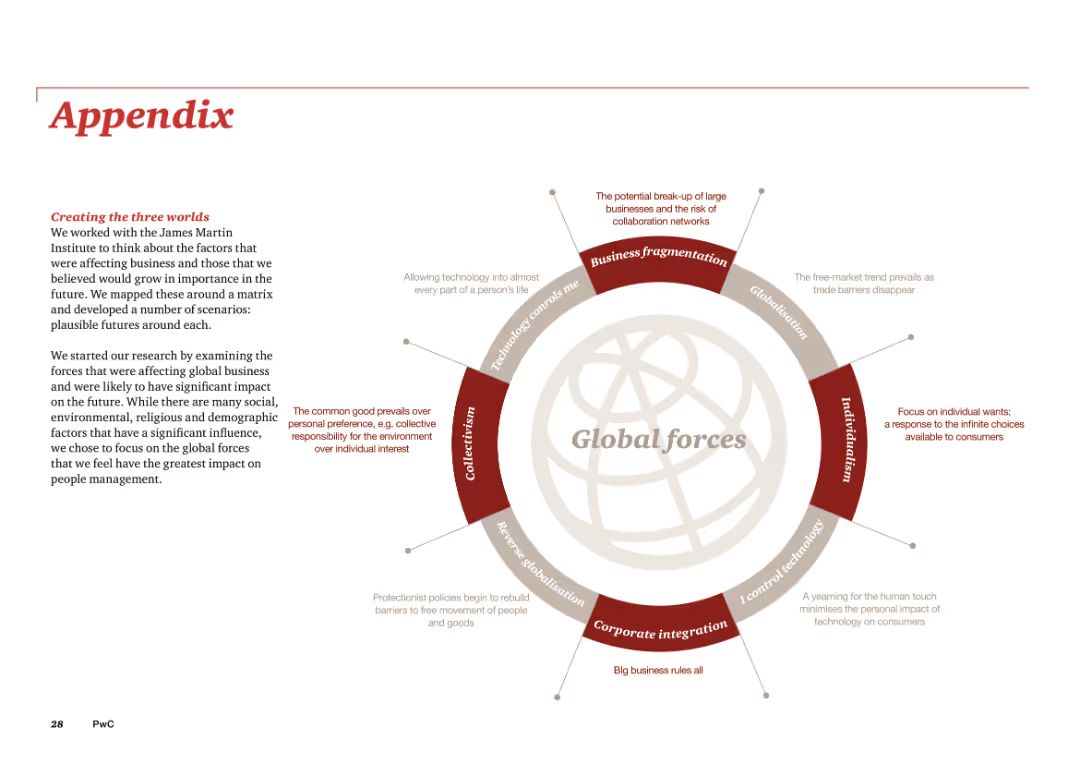 Appendix
Creating the three worlds
We worked with the James Martin
Institute to think about the factors that
were affecting business and those that we
believed would grow in importance in the
future. We mapped these around a matrix
and developed a number of scenarios:
plausible futures around each.
We started our research by examining the
forces that were affecting global business
and were likely to have significant impact
on the future. While there are many social,
environmental, religious and demographic
factors that have a significant influence,
we chose to focus on the global forces
that we feel have the greatest impact on
people management.
The potential break-up of large
businesses and the risk of
collaboration networks
Business fragmentation
Allowing technology into almost
every part of a person's life
Technology conrols me
Globalisation
The free-market trend prevails as
trade barriers disappear
The common good prevails over
personal preference, e.g. collective
responsibility for the environment
over individual interest
Collectivism
Global forces
Individualism
Focus on individual wants;
a response to the infinite choices
available to consumers
Protectionist policies begin to rebuild
barriers to free movement of people
and goods
Reverse globalisation
I control technology
A yearning for the human touch
minimises the personal impact of
technology on consumers
Corporate integration
BIg business rules all
28 PwC